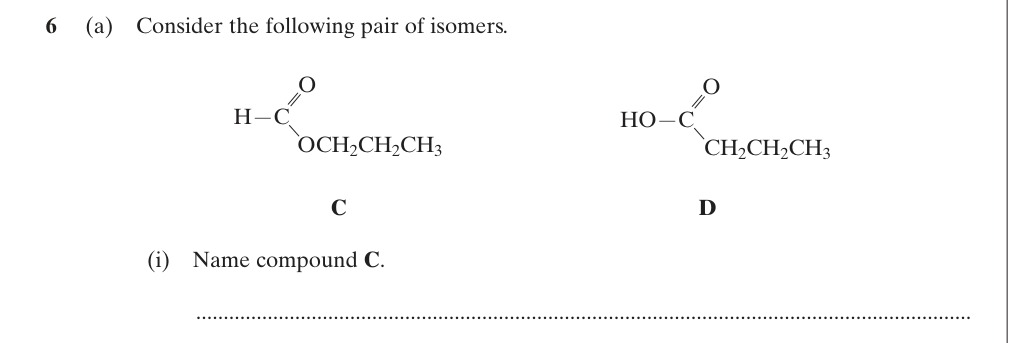 6 (a) Consider the following pair of isomers.
O
H–C
OCH₂CH₂CH₃
C
O
HO–C
CH₂CH₂CH₃
D
(i) Name compound C.